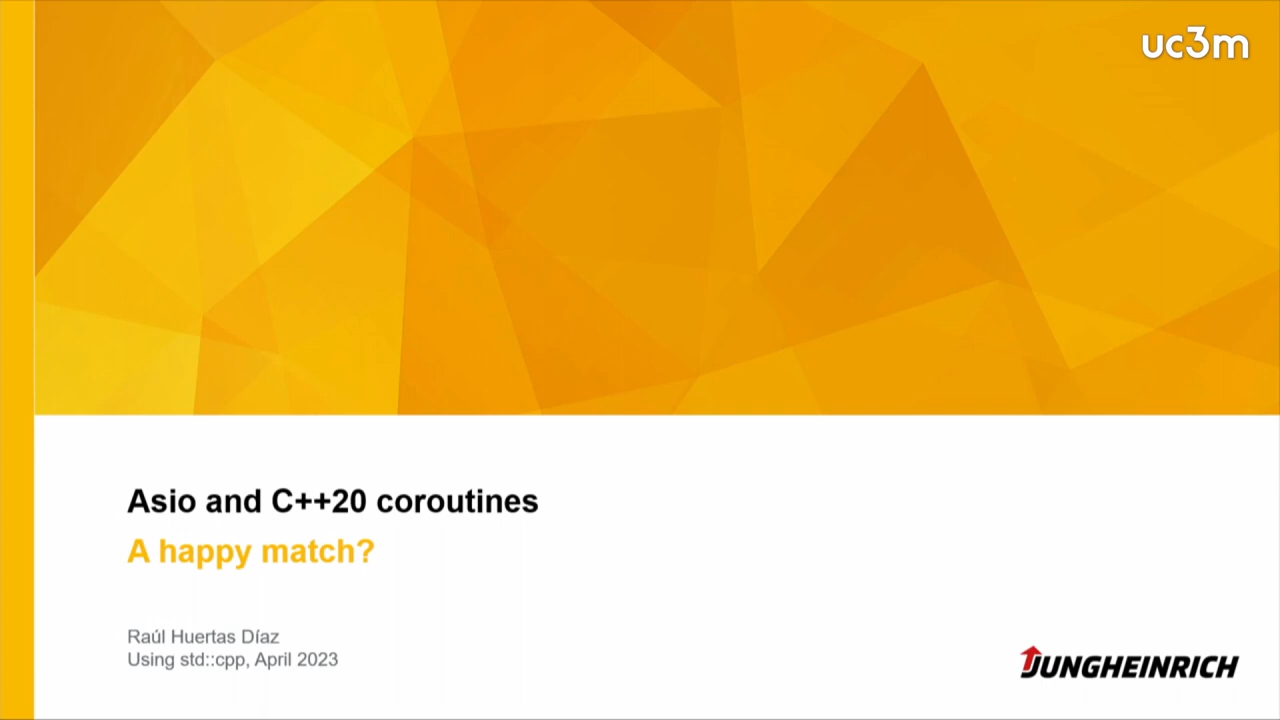 uc3m
Asio and C++20 coroutines
A happy match?
Raúl Huertas Díaz
Using std::cpp, April 2023
JUNGHEINRICH